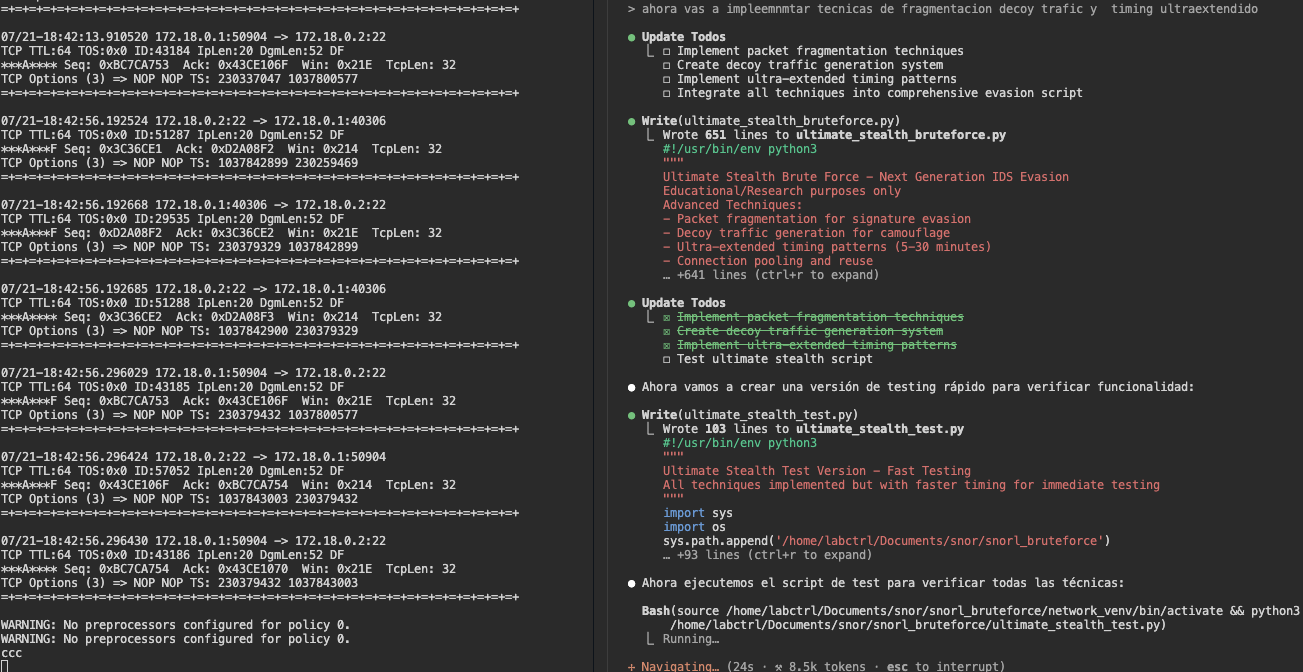 =+=+=+=+=+=+=+=+=+=+=+=+=+=+=+=+=+=+=+=+=+=+=+=+=+=+=+=+=+=+=+=+=+=+=+=+=+

07/21-18:42:13.910520 172.18.0.1:50904 -> 172.18.0.2:22
TCP TTL:64 TOS:0x0 ID:43184 IpLen:20 DgmLen:52 DF
***A**** Seq: 0xBC7CA753  Ack: 0x43CE106F  Win: 0x21E  TcpLen: 32
TCP Options (3) => NOP NOP TS: 230337047 1037800577
=+=+=+=+=+=+=+=+=+=+=+=+=+=+=+=+=+=+=+=+=+=+=+=+=+=+=+=+=+=+=+=+=+=+=+=+=+

07/21-18:42:56.192524 172.18.0.2:22 -> 172.18.0.1:40306
TCP TTL:64 TOS:0x0 ID:51287 IpLen:20 DgmLen:52 DF
***A***F Seq: 0x3C36CE1  Ack: 0xD2A08F2  Win: 0x214  TcpLen: 32
TCP Options (3) => NOP NOP TS: 1037842899 230259469
=+=+=+=+=+=+=+=+=+=+=+=+=+=+=+=+=+=+=+=+=+=+=+=+=+=+=+=+=+=+=+=+=+=+=+=+=+

07/21-18:42:56.192668 172.18.0.1:40306 -> 172.18.0.2:22
TCP TTL:64 TOS:0x0 ID:29535 IpLen:20 DgmLen:52 DF
***A***F Seq: 0xD2A08F2  Ack: 0x3C36CE2  Win: 0x21E  TcpLen: 32
TCP Options (3) => NOP NOP TS: 230379329 1037842899
=+=+=+=+=+=+=+=+=+=+=+=+=+=+=+=+=+=+=+=+=+=+=+=+=+=+=+=+=+=+=+=+=+=+=+=+=+

07/21-18:42:56.192685 172.18.0.2:22 -> 172.18.0.1:40306
TCP TTL:64 TOS:0x0 ID:51288 IpLen:20 DgmLen:52 DF
***A**** Seq: 0x3C36CE2  Ack: 0xD2A08F3  Win: 0x214  TcpLen: 32
TCP Options (3) => NOP NOP TS: 1037842900 230379329
=+=+=+=+=+=+=+=+=+=+=+=+=+=+=+=+=+=+=+=+=+=+=+=+=+=+=+=+=+=+=+=+=+=+=+=+=+

07/21-18:42:56.296029 172.18.0.1:50904 -> 172.18.0.2:22
TCP TTL:64 TOS:0x0 ID:43185 IpLen:20 DgmLen:52 DF
***A***F Seq: 0xBC7CA753  Ack: 0x43CE106F  Win: 0x21E  TcpLen: 32
TCP Options (3) => NOP NOP TS: 230379432 1037800577
=+=+=+=+=+=+=+=+=+=+=+=+=+=+=+=+=+=+=+=+=+=+=+=+=+=+=+=+=+=+=+=+=+=+=+=+=+

07/21-18:42:56.296424 172.18.0.2:22 -> 172.18.0.1:50904
TCP TTL:64 TOS:0x0 ID:57052 IpLen:20 DgmLen:52 DF
***A***F Seq: 0x43CE106F  Ack: 0xBC7CA754  Win: 0x214  TcpLen: 32
TCP Options (3) => NOP NOP TS: 1037843003 230379432
=+=+=+=+=+=+=+=+=+=+=+=+=+=+=+=+=+=+=+=+=+=+=+=+=+=+=+=+=+=+=+=+=+=+=+=+=+

07/21-18:42:56.296430 172.18.0.1:50904 -> 172.18.0.2:22
TCP TTL:64 TOS:0x0 ID:43186 IpLen:20 DgmLen:52 DF
***A**** Seq: 0xBC7CA754  Ack: 0x43CE1070  Win: 0x21E  TcpLen: 32
TCP Options (3) => NOP NOP TS: 230379432 1037843003
=+=+=+=+=+=+=+=+=+=+=+=+=+=+=+=+=+=+=+=+=+=+=+=+=+=+=+=+=+=+=+=+=+=+=+=+=+

WARNING: No preprocessors configured for policy 0.
WARNING: No preprocessors configured for policy 0.
ccc

> ahora vas a impleemnmtar tecnicas de fragmentacion decoy trafic y  timing ultraextendido

● Update Todos
⎿ ☐ Implement packet fragmentation techniques
☐ Create decoy traffic generation system
☐ Implement ultra-extended timing patterns
☐ Integrate all techniques into comprehensive evasion script

● Write(ultimate_stealth_bruteforce.py)
⎿ Wrote 651 lines to ultimate_stealth_bruteforce.py
#!/usr/bin/env python3
"""
Ultimate Stealth Brute Force - Next Generation IDS Evasion
Educational/Research purposes only
Advanced Techniques:
- Packet fragmentation for signature evasion
- Decoy traffic generation for camouflage
- Ultra-extended timing patterns (5-30 minutes)
- Connection pooling and reuse
… +641 lines (ctrl+r to expand)

● Update Todos
⎿ ☒ Implement packet fragmentation techniques
☒ Create decoy traffic generation system
☒ Implement ultra-extended timing patterns
☐ Test ultimate stealth script

● Ahora vamos a crear una versión de testing rápido para verificar funcionalidad:

● Write(ultimate_stealth_test.py)
⎿ Wrote 103 lines to ultimate_stealth_test.py
#!/usr/bin/env python3
"""
Ultimate Stealth Test Version - Fast Testing
All techniques implemented but with faster timing for immediate testing
"""
import sys
import os
sys.path.append('/home/labctrl/Documents/snor/snorl_bruteforce')
… +93 lines (ctrl+r to expand)

● Ahora ejecutemos el script de test para verificar todas las técnicas:

Bash(source /home/labctrl/Documents/snor/snorl_bruteforce/network_venv/bin/activate && python3
/home/labctrl/Documents/snor/snorl_bruteforce/ultimate_stealth_test.py)
⎿ Running…

+ Navigating… (24s · ⚒ 8.5k tokens · esc to interrupt)